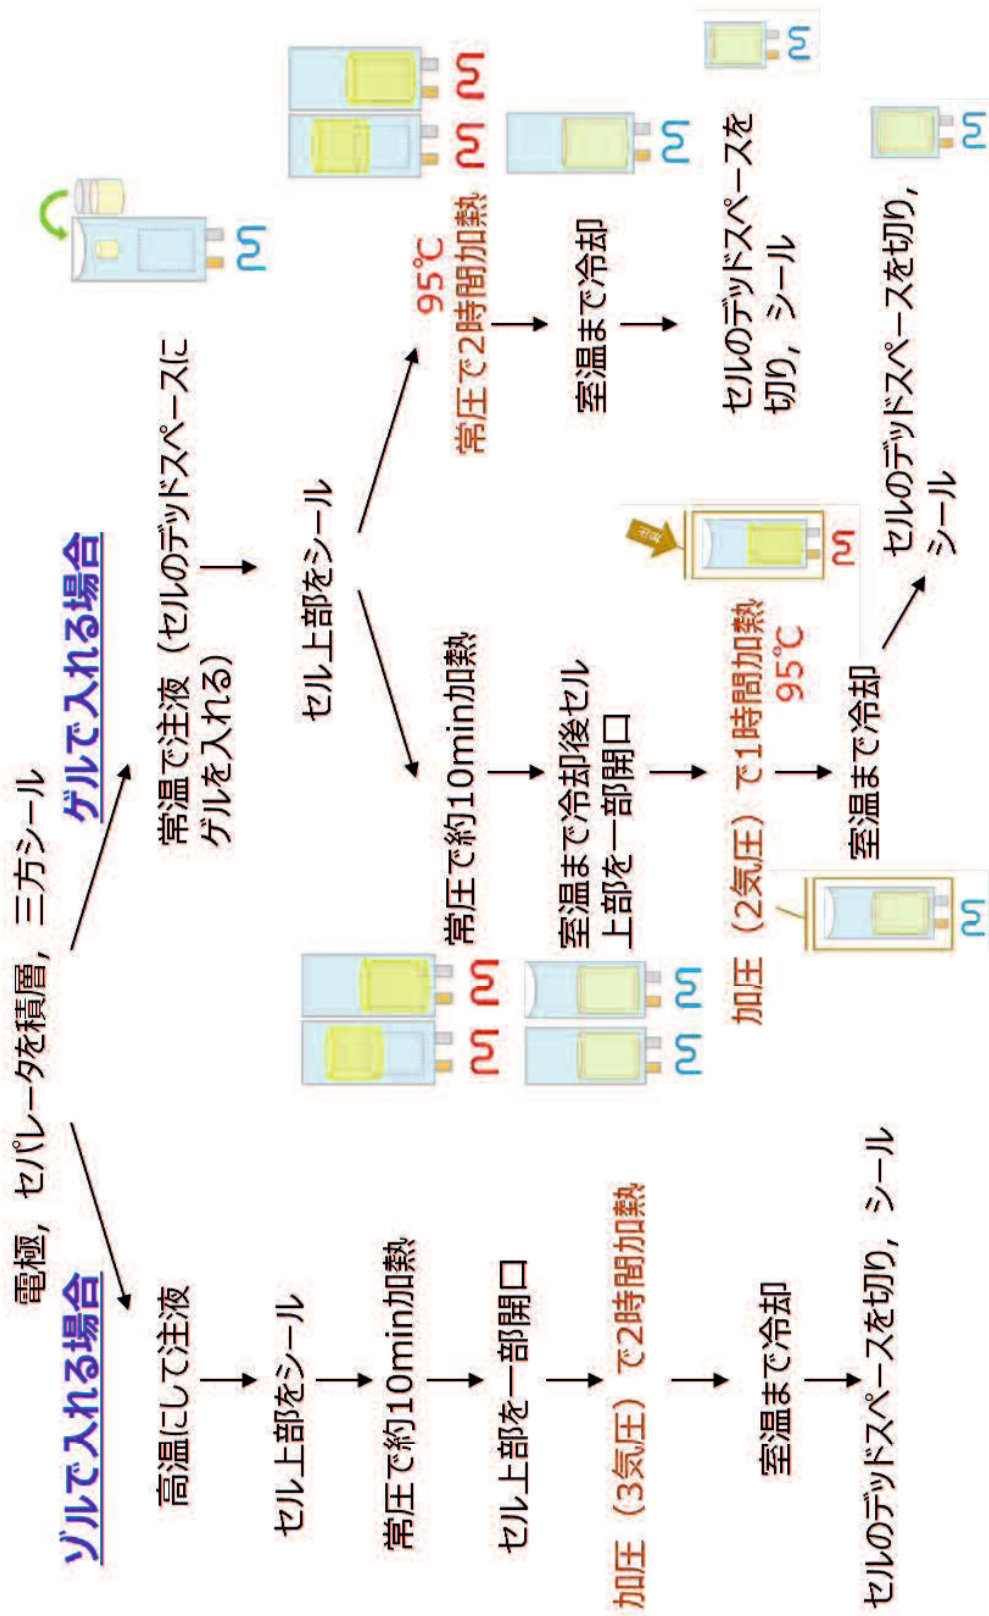 電極，セパレータを積層，三方シール
ゾルで入れる場合
高温にして注液
セル上部をシール
常圧で約10min加熱
セル上部を一部開口
加圧（3気圧）で2時間加熱
室温まで冷却
セルのデッドスペースを切り，シール
ゲルで入れる場合
常温で注液（セルのデッドスペースに
ゲルを入れる）
セル上部をシール
常圧で約10min加熱
室温まで冷却後セル
上部を一部開口
加圧（2気圧）で1時間加熱
95℃
加圧
室温まで冷却
セルのデッドスペースを切り，
シール
95℃
常圧で2時間加熱
室温まで冷却
セルのデッドスペースを
切り，シール